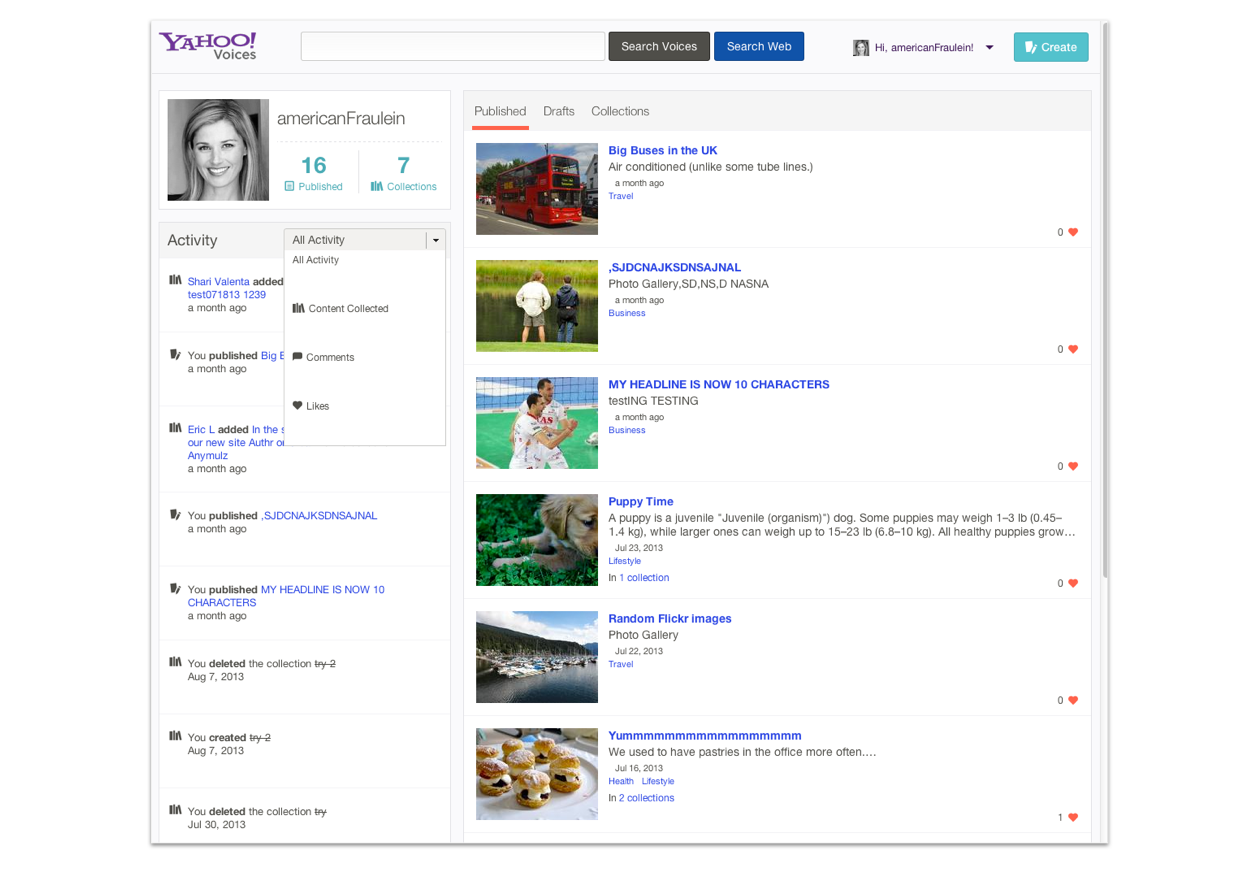 YAHOO!
Voices
Search Voices
Search Web
Hi, americanFraulein!
Create
americanFraulein
16
Published
7
Collections
Activity
All Activity
All Activity
Content Collected
Comments
Likes
Shari Valenta added
test071813 1239
a month ago
You published Big
a month ago
Eric L added In the
our new site Authr
Anymulz
a month ago
You published ,SJDCNAJKSDNSAJNAL
a month ago
You published MY HEADLINE IS NOW 10
CHARACTERS
a month ago
You deleted the collection try 2
Aug 7, 2013
You created try 2
Aug 7, 2013
You deleted the collection try
Jul 30, 2013
Published
Drafts
Collections
Big Buses in the UK
Air conditioned (unlike some tube lines.)
a month ago
Travel
0
,SJDCNAJKSDNSAJNAL
Photo Gallery,SD,NS,D NASNA
a month ago
Business
0
MY HEADLINE IS NOW 10 CHARACTERS
testING TESTING
a month ago
Business
0
Puppy Time
A puppy is a juvenile "Juvenile (organism)") dog. Some puppies may weigh 1–3 lb (0.45–
1.4 kg), while larger ones can weigh up to 15–23 lb (6.8–10 kg). All healthy puppies grow…
Jul 23, 2013
Lifestyle
In 1 collection
0
Random Flickr images
Photo Gallery
Jul 22, 2013
Travel
0
Yummmmmmmmmmmmmmmm
We used to have pastries in the office more often….
Jul 16, 2013
Health Lifestyle
In 2 collections
1